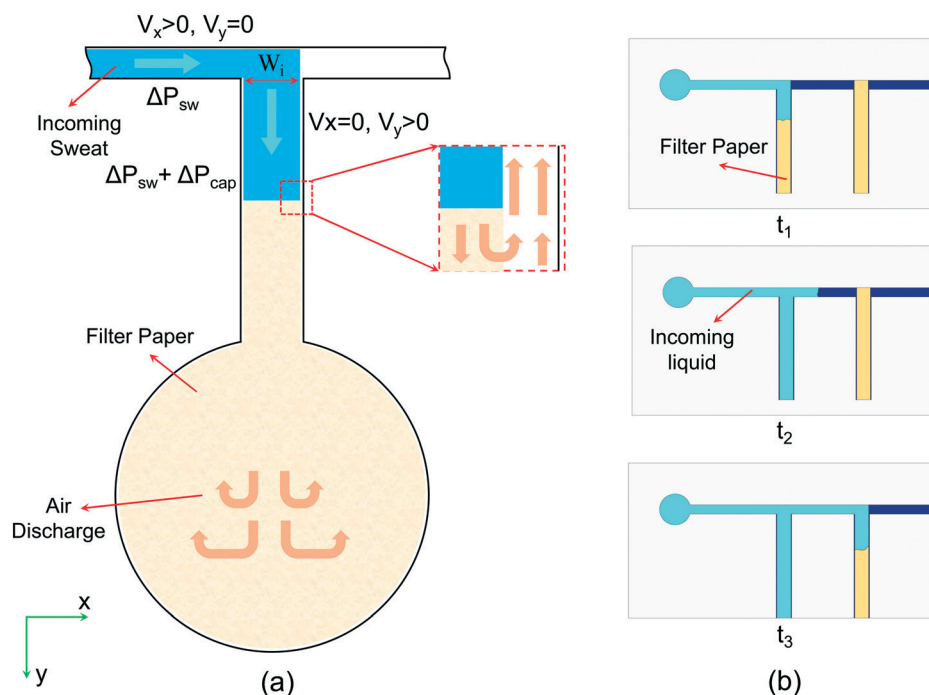 Vx>0, Vy=0
Wi
ΔPsw
Incoming
Sweat
Vx=0, Vy>0
ΔPsw+ ΔPcap
Filter Paper
Air
Discharge
x
y
(a)
Filter Paper
t1
Incoming
liquid
t2
t3
(b)